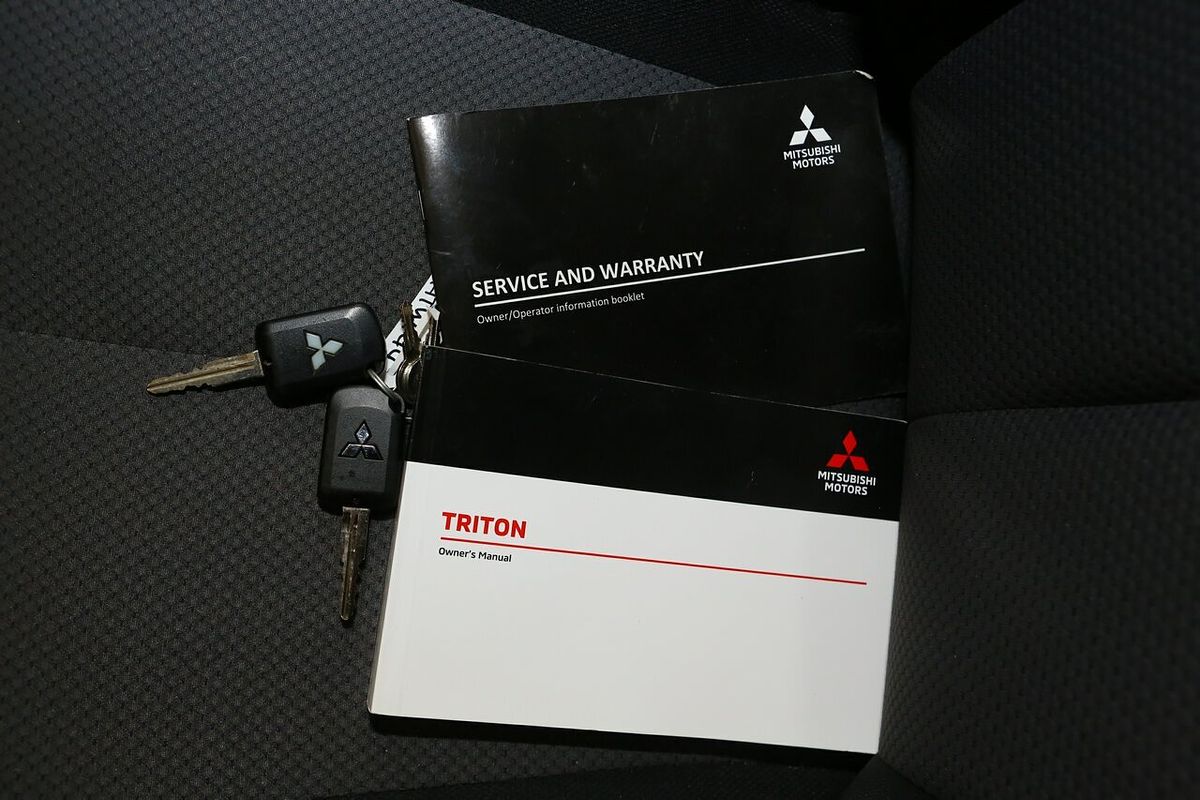 MITSUBISHI
MOTORS
SERVICE AND WARRANTY
Owner/Operator information booklet
MITSUBISHI
MOTORS
TRITON
Owner's Manual